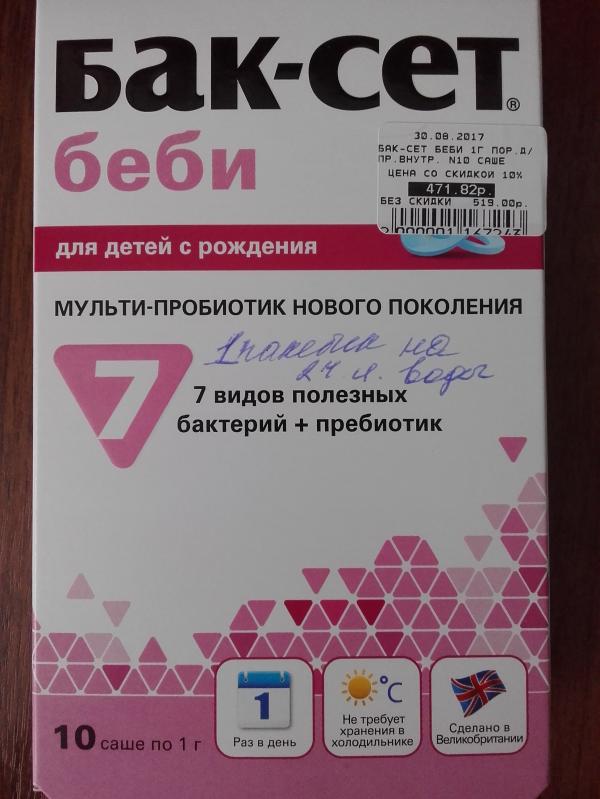 Бак-сет®
беби
30.08.2017
БАК-СЕТ БЕБИ 1Г ПОР.Д/
ПР.ВНУТР. N10 САШЕ
ЦЕНА СО СКИДКОЙ 10%
471.82р.
БЕЗ СКИДКИ 519.00р.
2000001167243
для детей с рождения
МУЛЬТИ-ПРОБИОТИК НОВОГО ПОКОЛЕНИЯ
1 пакетик на
2 ч.л. воды
7
7 видов полезных
бактерий + пребиотик
10 саше по 1 г
1
Раз в день
°C
Не требует
хранения в
холодильнике
Сделано в
Великобритании